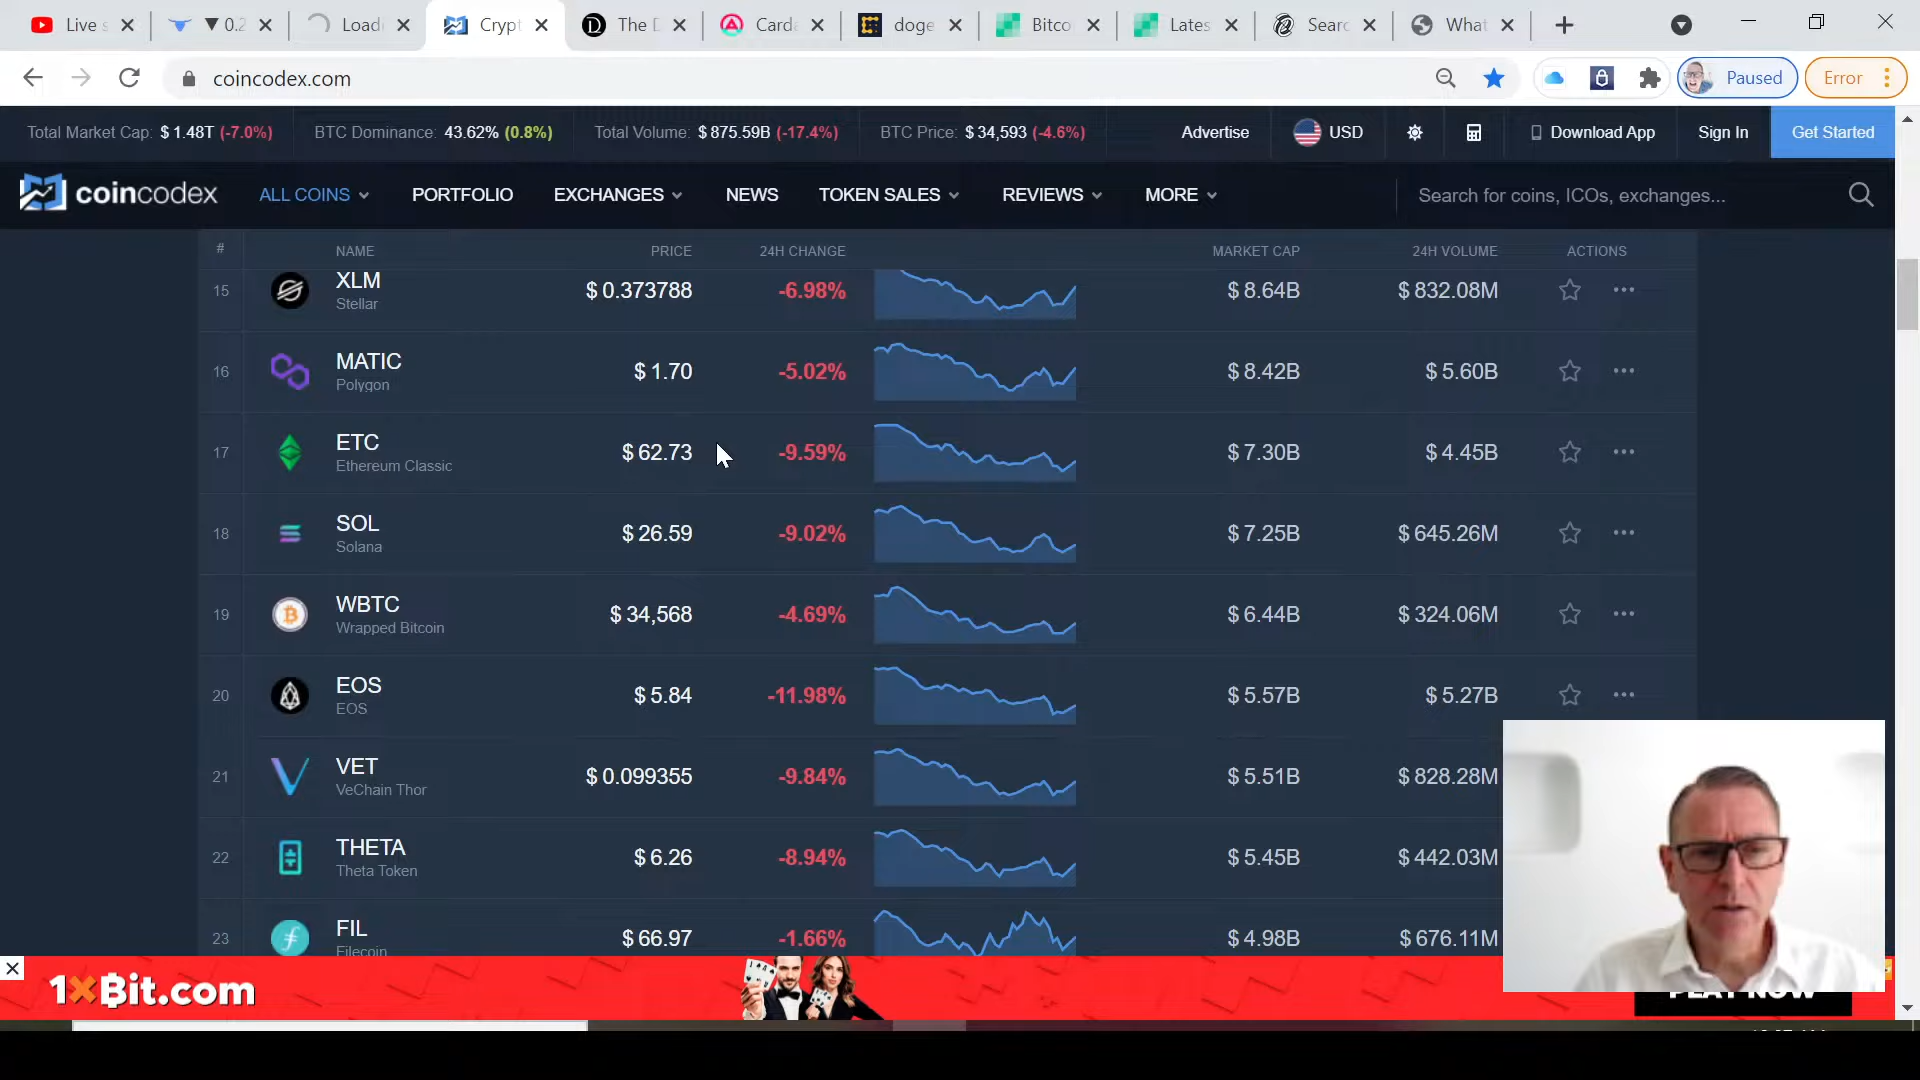 Live s
▼ 0.2
Loadi
Crypt
The D
Carda
doge
Bitco
Lates
Searc
What
coincodex.com
Paused
Error
Total Market Cap: $ 1.48T (-7.0%)
BTC Dominance: 43.62% (0.8%)
Total Volume: $ 875.59B (-17.4%)
BTC Price: $ 34,593 (-4.6%)
Advertise
USD
Download App
Sign In
Get Started
coincodex
ALL COINS
PORTFOLIO
EXCHANGES
NEWS
TOKEN SALES
REVIEWS
MORE
Search for coins, ICOs, exchanges...
# NAME PRICE 24H CHANGE MARKET CAP 24H VOLUME ACTIONS
15 XLM $ 0.373788 -6.98% $ 8.64B $ 832.08M
Stellar
16 MATIC $ 1.70 -5.02% $ 8.42B $ 5.60B
Polygon
17 ETC $ 62.73 -9.59% $ 7.30B $ 4.45B
Ethereum Classic
18 SOL $ 26.59 -9.02% $ 7.25B $ 645.26M
Solana
19 WBTC $ 34,568 -4.69% $ 6.44B $ 324.06M
Wrapped Bitcoin
20 EOS $ 5.84 -11.98% $ 5.57B $ 5.27B
EOS
21 VET $ 0.099355 -9.84% $ 5.51B $ 828.28M
VeChain Thor
22 THETA $ 6.26 -8.94% $ 5.45B $ 442.03M
Theta Token
23 FIL $ 66.97 -1.66% $ 4.98B $ 676.11M
Filecoin
1XBit.com
PLAY NOW